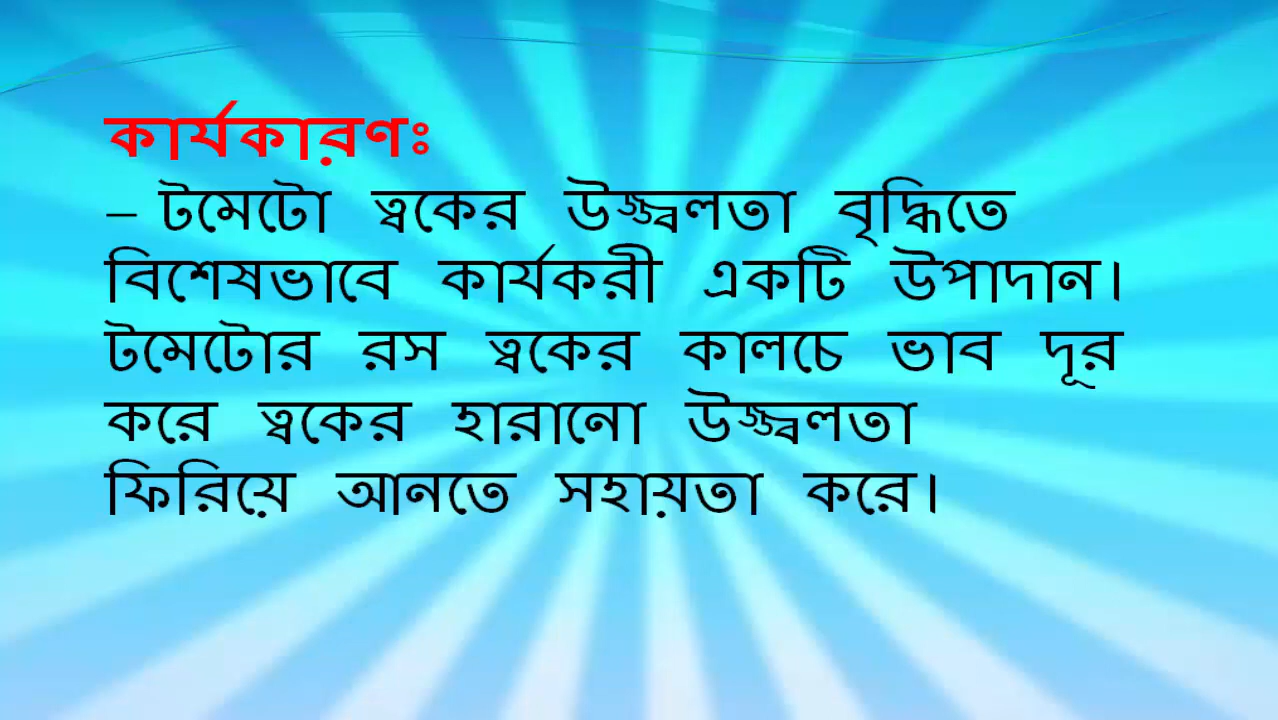 কার্যকারণঃ
– টমেটো ত্বকের উজ্জ্বলতা বৃদ্ধিতে
বিশেষভাবে কার্যকরী একটি উপাদান।
টমেটোর রস ত্বকের কালচে ভাব দূর
করে ত্বকের হারানো উজ্জ্বলতা
ফিরিয়ে আনতে সহায়তা করে।